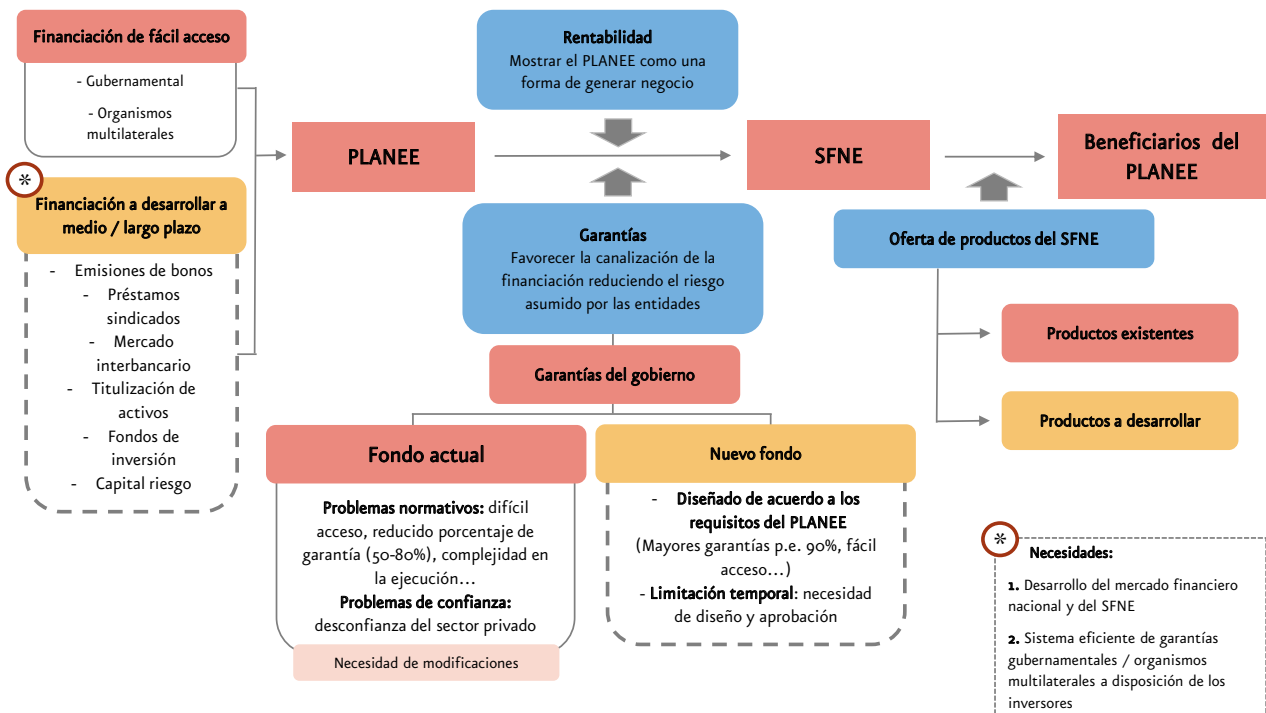 Financiación de fácil acceso
- Gubernamental
- Organismos
multilaterales
*
Financiación a desarrollar a
medio / largo plazo
- Emisiones de bonos
- Préstamos
sindicados
- Mercado
interbancario
- Titulización de
activos
- Fondos de
inversión
- Capital riesgo
PLANEE
Rentabilidad
Mostrar el PLANEE como una
forma de generar negocio
SFNE
Beneficiarios del
PLANEE
Garantías
Favorecer la canalización de la
financiación reduciendo el riesgo
asumido por las entidades
Oferta de productos del SFNE
Productos existentes
Productos a desarrollar
Garantías del gobierno
Fondo actual
Problemas normativos: difícil
acceso, reducido porcentaje de
garantía (50-80%), complejidad en
la ejecución...
Problemas de confianza:
desconfianza del sector privado
Necesidad de modificaciones
Nuevo fondo
- Diseñado de acuerdo a los
requisitos del PLANEE
(Mayores garantías p.e. 90%, fácil
acceso...)
- Limitación temporal: necesidad
de diseño y aprobación
*
Necesidades:
1. Desarrollo del mercado financiero
nacional y del SFNE
2. Sistema eficiente de garantías
gubernamentales / organismos
multilaterales a disposición de los
inversores